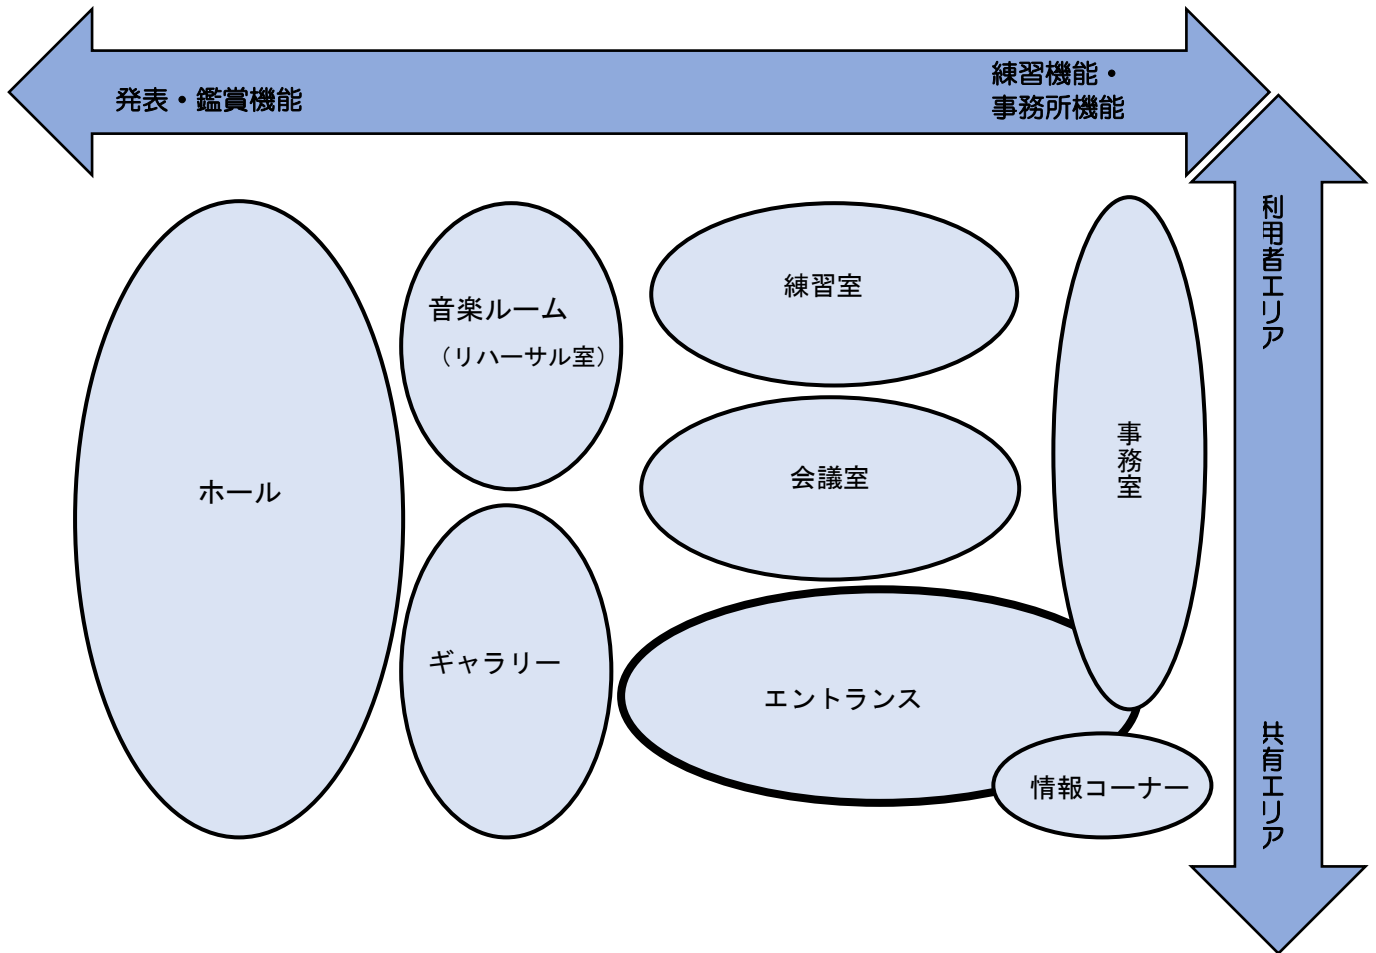 発表・鑑賞機能
練習機能・
事務所機能
利用者エリア
音楽ルーム
（リハーサル室）
練習室
会議室
事務室
ホール
ギャラリー
エントランス
情報コーナー
共有エリア